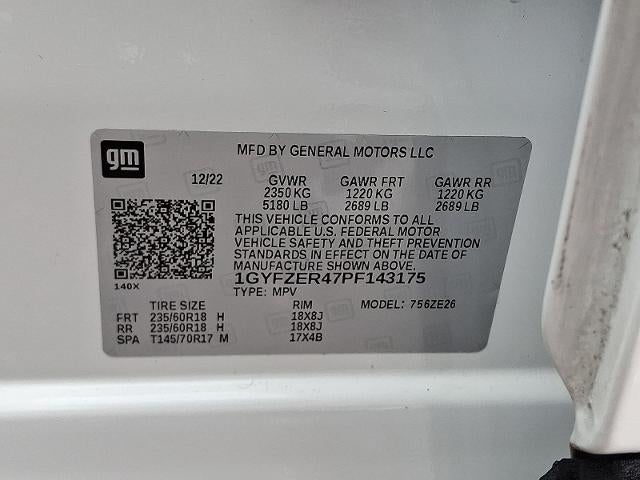 gm
MFD BY GENERAL MOTORS LLC
12/22 GVWR GAWR FRT GAWR RR
2350 KG 1220 KG 1220 KG
5180 LB 2689 LB 2689 LB
THIS VEHICLE CONFORMS TO ALL
APPLICABLE U.S. FEDERAL MOTOR
VEHICLE SAFETY AND THEFT PREVENTION
STANDARDS IN EFFECT ON THE DATE OF
MANUFACTURE SHOWN ABOVE.
140X 1GYFZER47PF143175
TYPE: MPV
TIRE SIZE RIM MODEL: 756ZE26
FRT 235/60R18 H 18X8J
RR 235/60R18 H 18X8J
SPA T145/70R17 M 17X4B